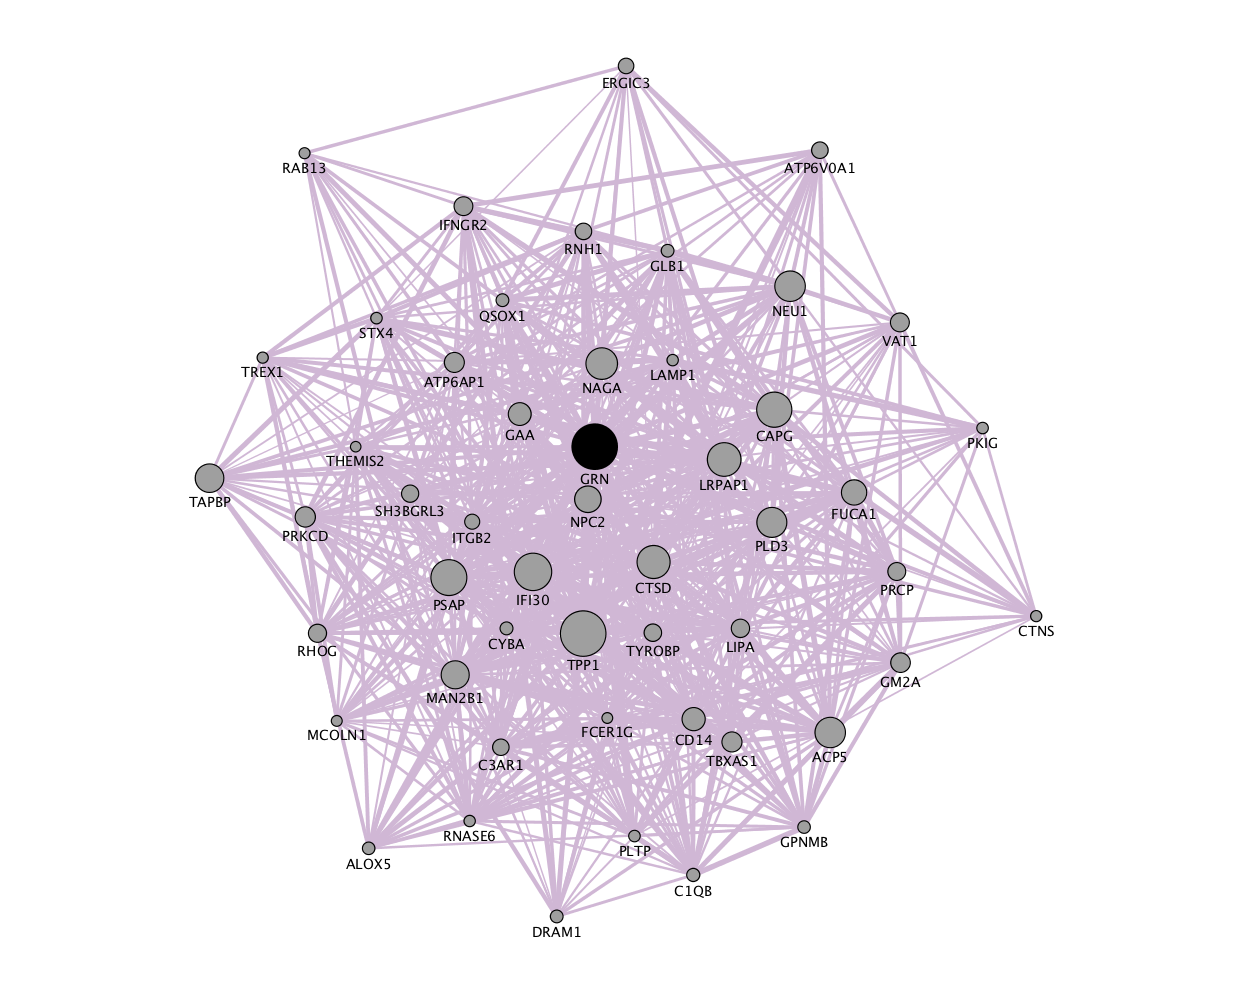 ERGIC3
RAB13
ATP6V0A1
IFNGR2
RNH1
GLB1
NEU1
QSOX1
STX4
VAT1
TREX1
ATP6AP1
NAGA
LAMP1
GAA
CAPG
PKIG
THEMIS2
GRN
LRPAP1
TAPBP
SH3BGRL3
NPC2
FUCA1
PRKCD
ITGB2
PLD3
PSAP
IFI30
CTSD
PRCP
CTNS
RHOG
CYBA
TPP1
TYROBP
LIPA
GM2A
MAN2B1
MCOLN1
FCER1G
CD14
C3AR1
TBXAS1
ACP5
RNASE6
PLTP
GPNMB
ALOX5
C1QB
DRAM1